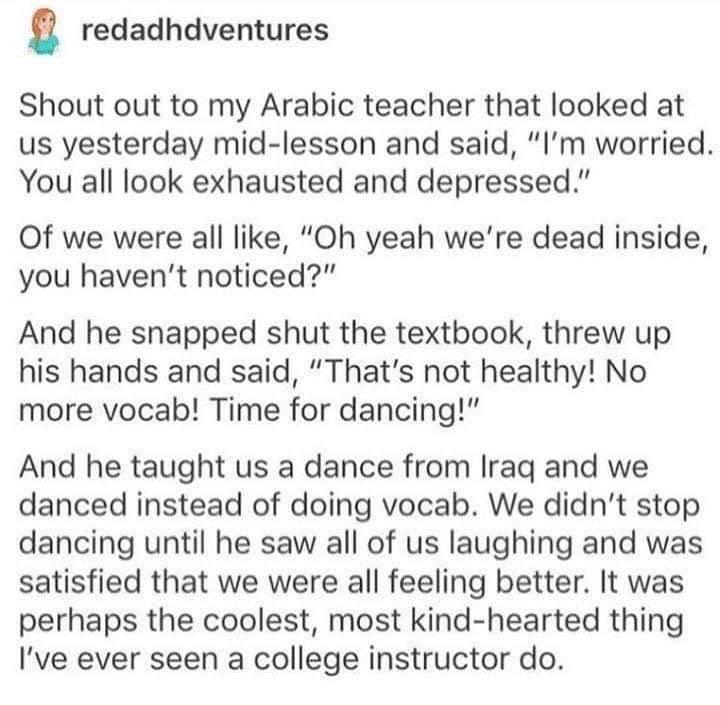 redadhdventures
Shout out to my Arabic teacher that looked at
us yesterday mid-lesson and said, "I'm worried.
You all look exhausted and depressed."
Of we were all like, "Oh yeah we're dead inside,
you haven't noticed?"
And he snapped shut the textbook, threw up
his hands and said, "That's not healthy! No
more vocab! Time for dancing!"
And he taught us a dance from Iraq and we
danced instead of doing vocab. We didn't stop
dancing until he saw all of us laughing and was
satisfied that we were all feeling better. It was
perhaps the coolest, most kind-hearted thing
I've ever seen a college instructor do.